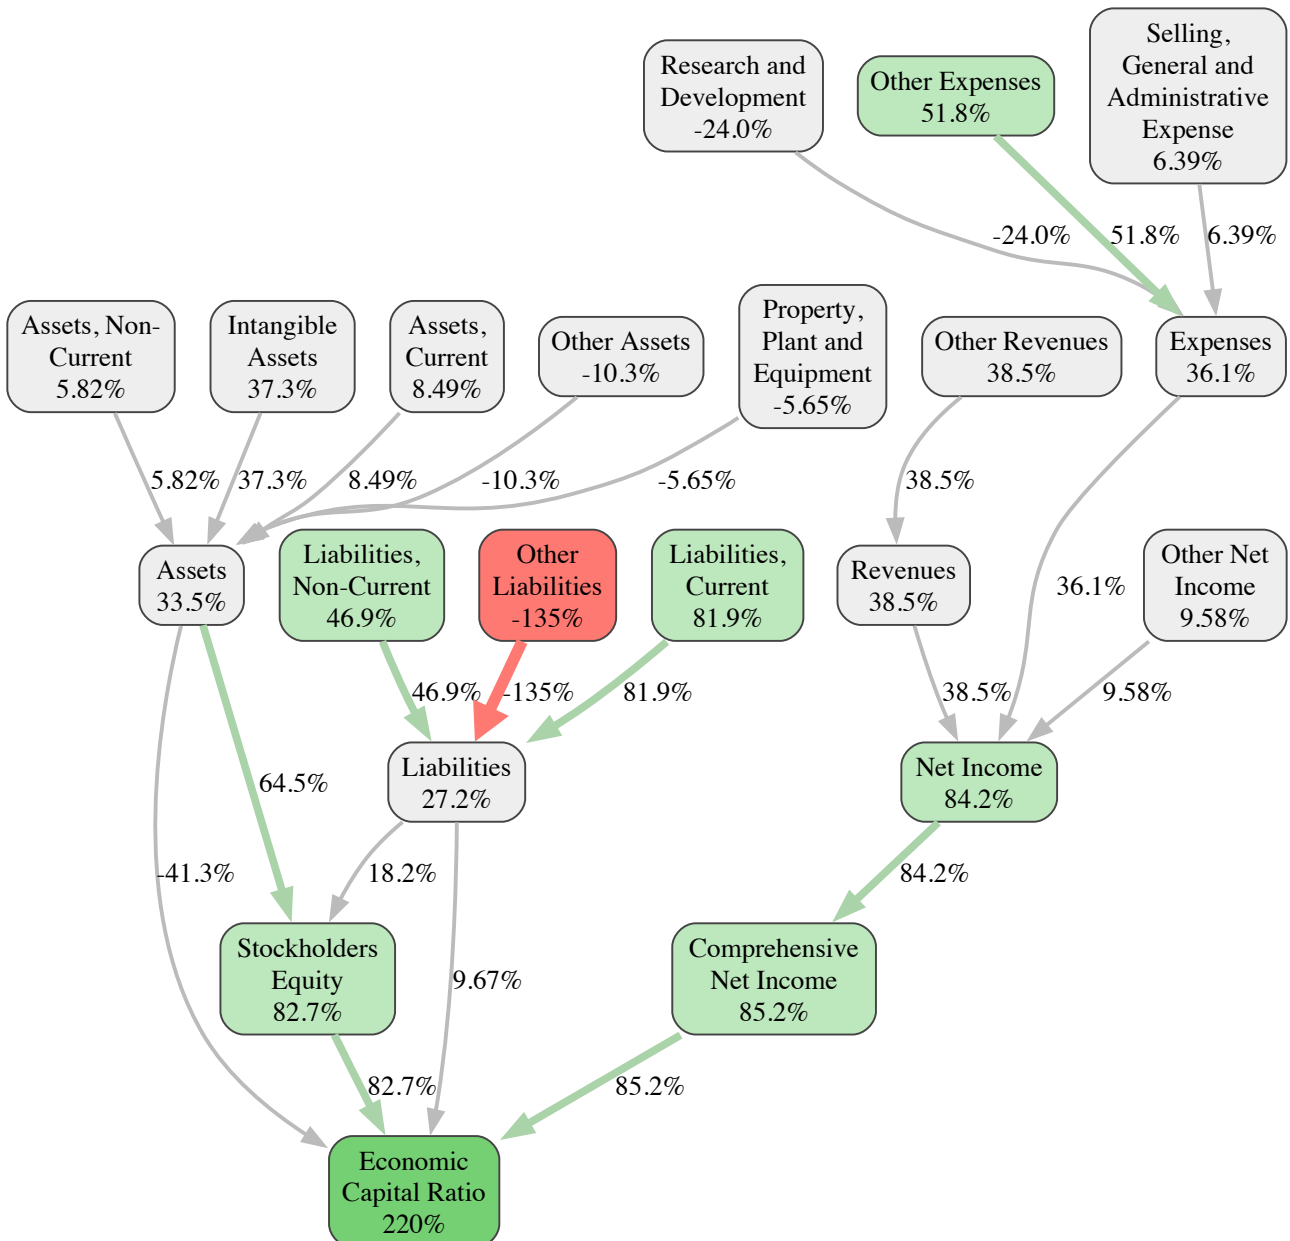 Research and
Development
-24.0%
Other Expenses
51.8%
Selling,
General and
Administrative
Expense
6.39%
-24.0%
51.8%
6.39%
Assets, Non-
Current
5.82%
Intangible
Assets
37.3%
Assets,
Current
8.49%
Other Assets
-10.3%
Property,
Plant and
Equipment
-5.65%
Other Revenues
38.5%
Expenses
36.1%
5.82%
37.3%
8.49%
-10.3%
-5.65%
38.5%
Assets
33.5%
Liabilities,
Non-Current
46.9%
Other
Liabilities
-135%
Liabilities,
Current
81.9%
Revenues
38.5%
36.1%
Other Net
Income
9.58%
46.9%
-135%
81.9%
38.5%
9.58%
64.5%
Liabilities
27.2%
Net Income
84.2%
-41.3%
18.2%
84.2%
Stockholders
Equity
82.7%
9.67%
Comprehensive
Net Income
85.2%
82.7%
85.2%
Economic
Capital Ratio
220%